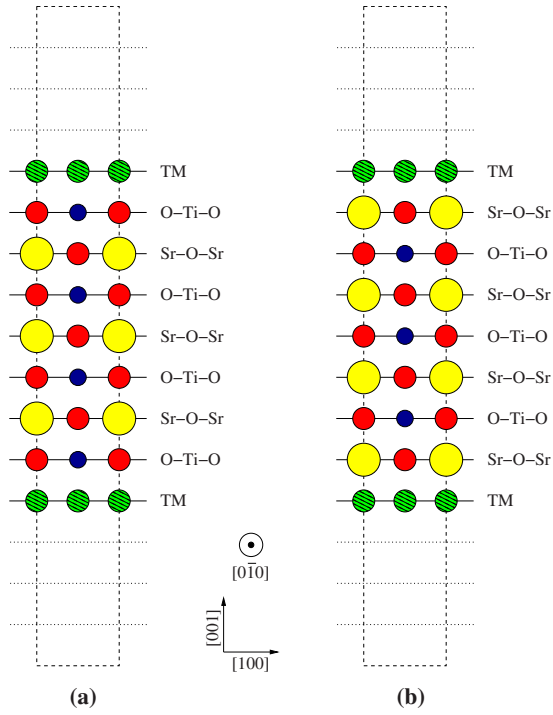 TM TM
O–Ti–O Sr–O–Sr
Sr–O–Sr O–Ti–O
O–Ti–O Sr–O–Sr
Sr–O–Sr O–Ti–O
O–Ti–O Sr–O–Sr
Sr–O–Sr O–Ti–O
O–Ti–O Sr–O–Sr
TM TM
[01̄0]
[001]
[100]
(a) (b)